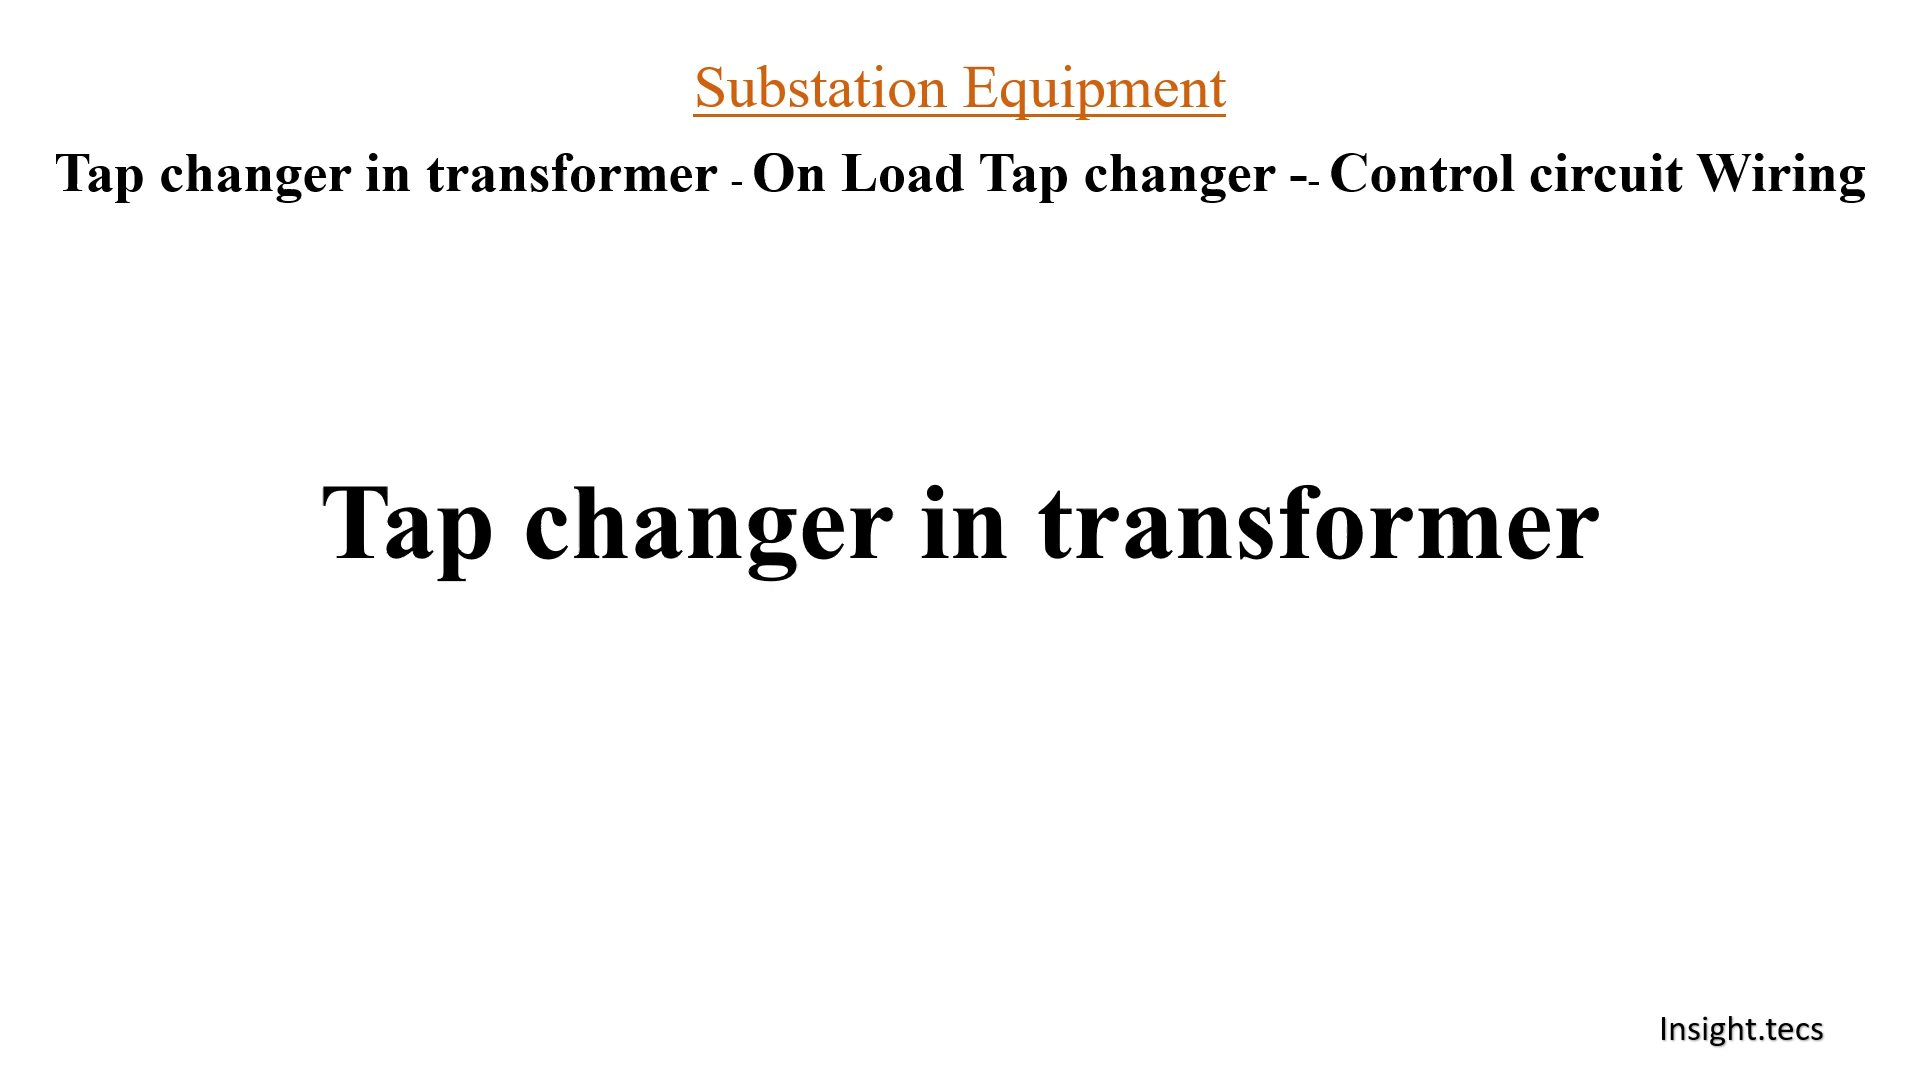 Substation Equipment
Tap changer in transformer - On Load Tap changer -- Control circuit Wiring
Tap changer in transformer
Insight.tecs